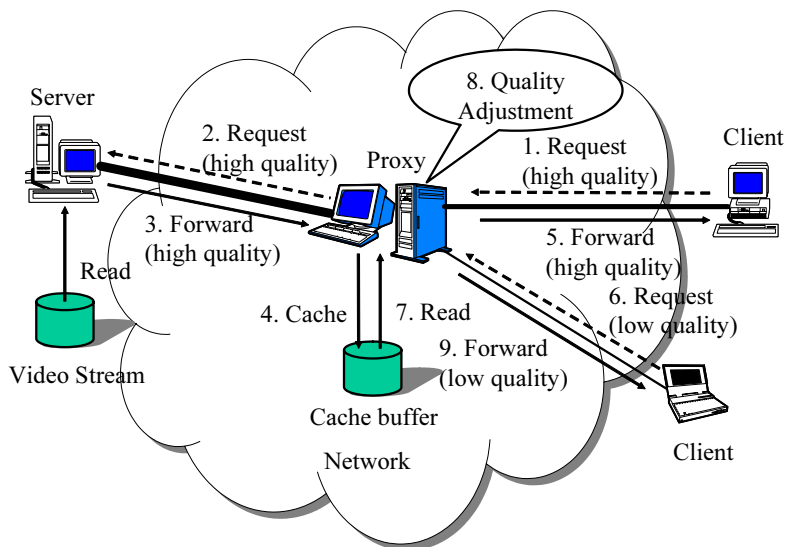 8. Quality
Adjustment
Server
2. Request
(high quality)
Proxy
1. Request
(high quality)
Client
3. Forward
(high quality)
5. Forward
(high quality)
Read
4. Cache
7. Read
6. Request
(low quality)
9. Forward
(low quality)
Video Stream
Cache buffer
Client
Network